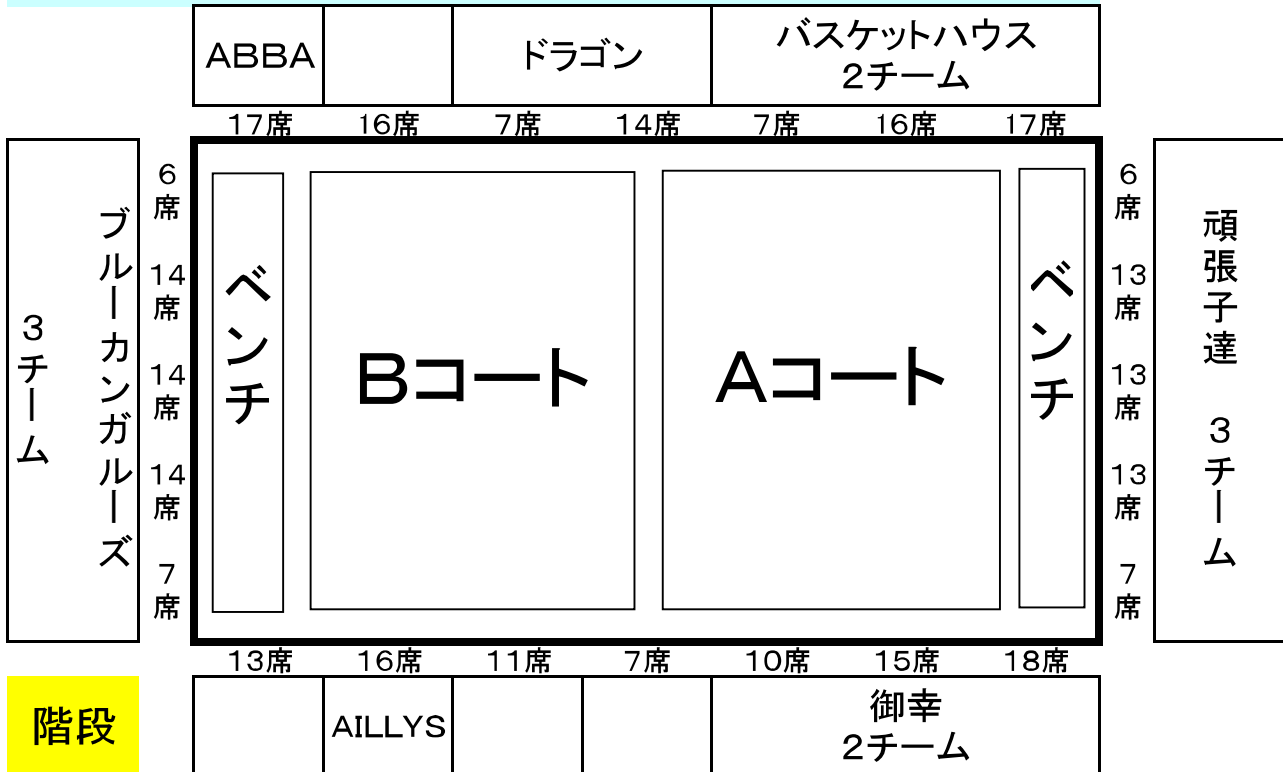 ABBA
ドラゴン
バスケットハウス
2チーム
17席 16席 7席 14席 7席 16席 17席
ブルーカンガルーズ
3チーム
6席
14席
14席
14席
7席
ベンチ
Bコート
Aコート
ベンチ
6席
13席
13席
13席
7席
頑張子達 3チーム
13席 16席 11席 7席 10席 15席 18席
階段
AILLYS
御幸
2チーム